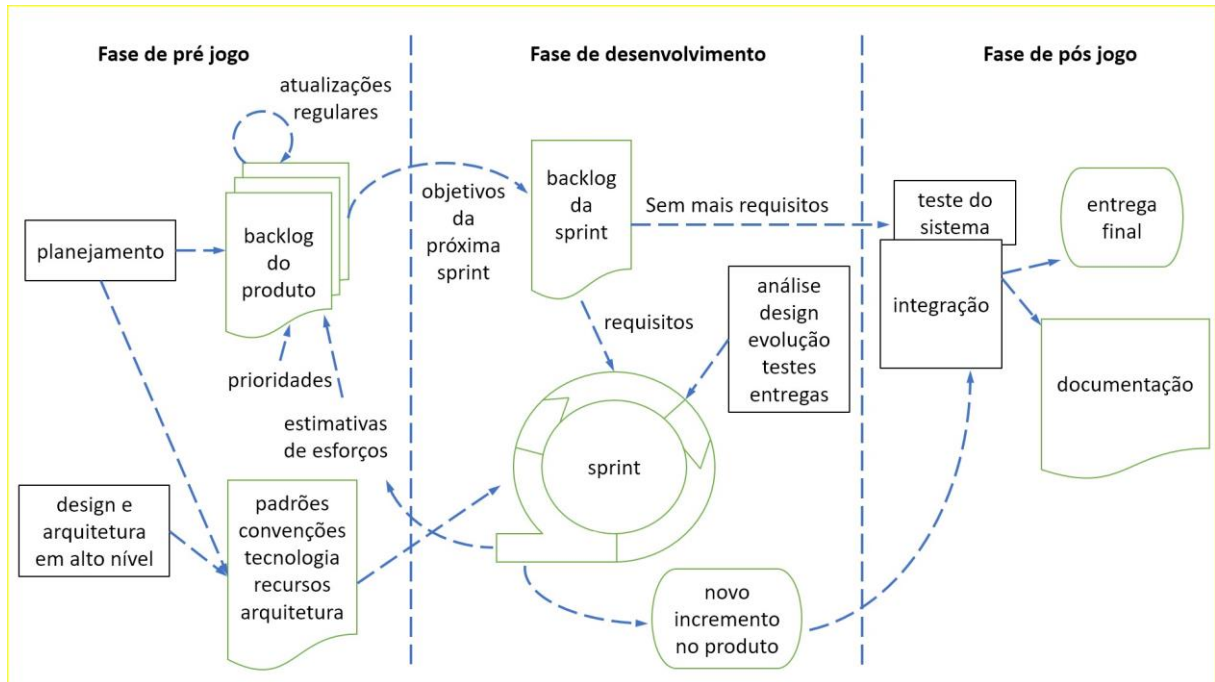 Fase de pré jogo
atualizações
regulares
planejamento
backlog
do
produto
prioridades
estimativas
de esforços
design e
arquitetura
em alto nível
padrões
convenções
tecnologia
recursos
arquitetura
Fase de desenvolvimento
objetivos
da
próxima
sprint
backlog
da
sprint
Sem mais requisitos
requisitos
análise
design
evolução
testes
entregas
sprint
novo
incremento
no produto
Fase de pós jogo
teste do
sistema
integração
entrega
final
documentação